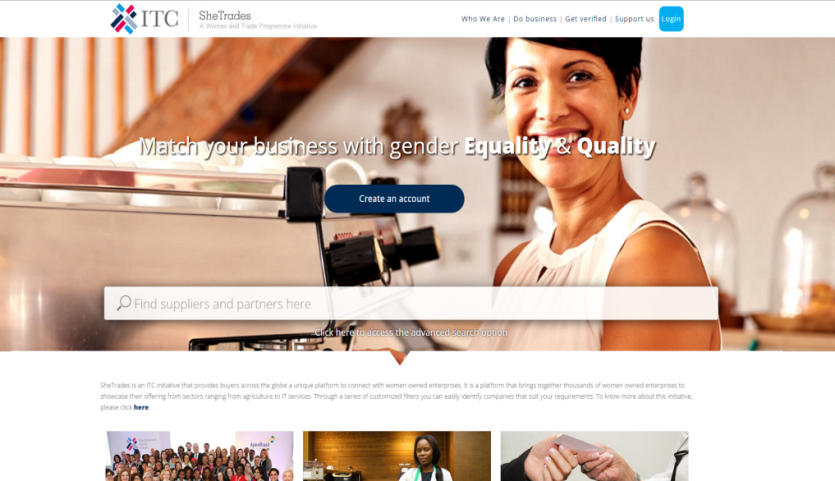 ITC
SheTrades
A Women and Trade Programme Initiative
Who We Are | Do business | Get verified | Support us
Login
Match your business with gender Equality & Quality
Create an account
Find suppliers and partners here
Click here to access the advanced search option
SheTrades is an ITC initiative that provides buyers across the globe a unique platform to connect with women owned enterprises. It is a platform that brings together thousands of women owned enterprises to
showcase their offering from sectors ranging from agriculture to IT services. Through a series of customized filters you can easily identify companies that suit your requirements. To know more about this initiative,
please click here.